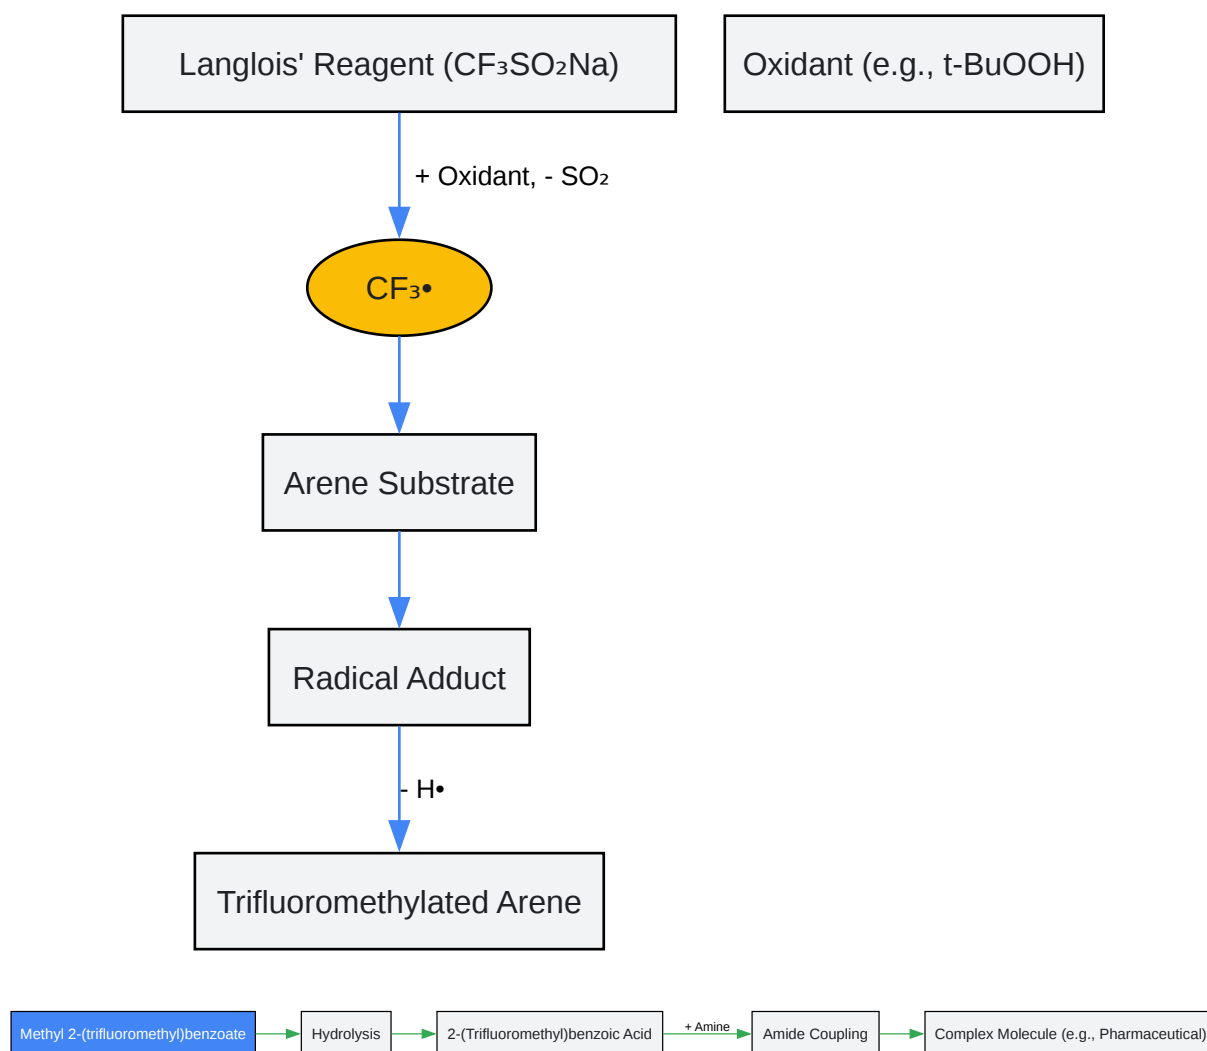 Langlois' Reagent (CF₃SO₂Na)
Oxidant (e.g., t-BuOOH)
+ Oxidant, - SO₂
CF₃•
Arene Substrate
Radical Adduct
- H•
Trifluoromethylated Arene
Methyl 2-(trifluoromethyl)benzoate
Hydrolysis
2-(Trifluoromethyl)benzoic Acid
+ Amine
Amide Coupling
Complex Molecule (e.g., Pharmaceutical)